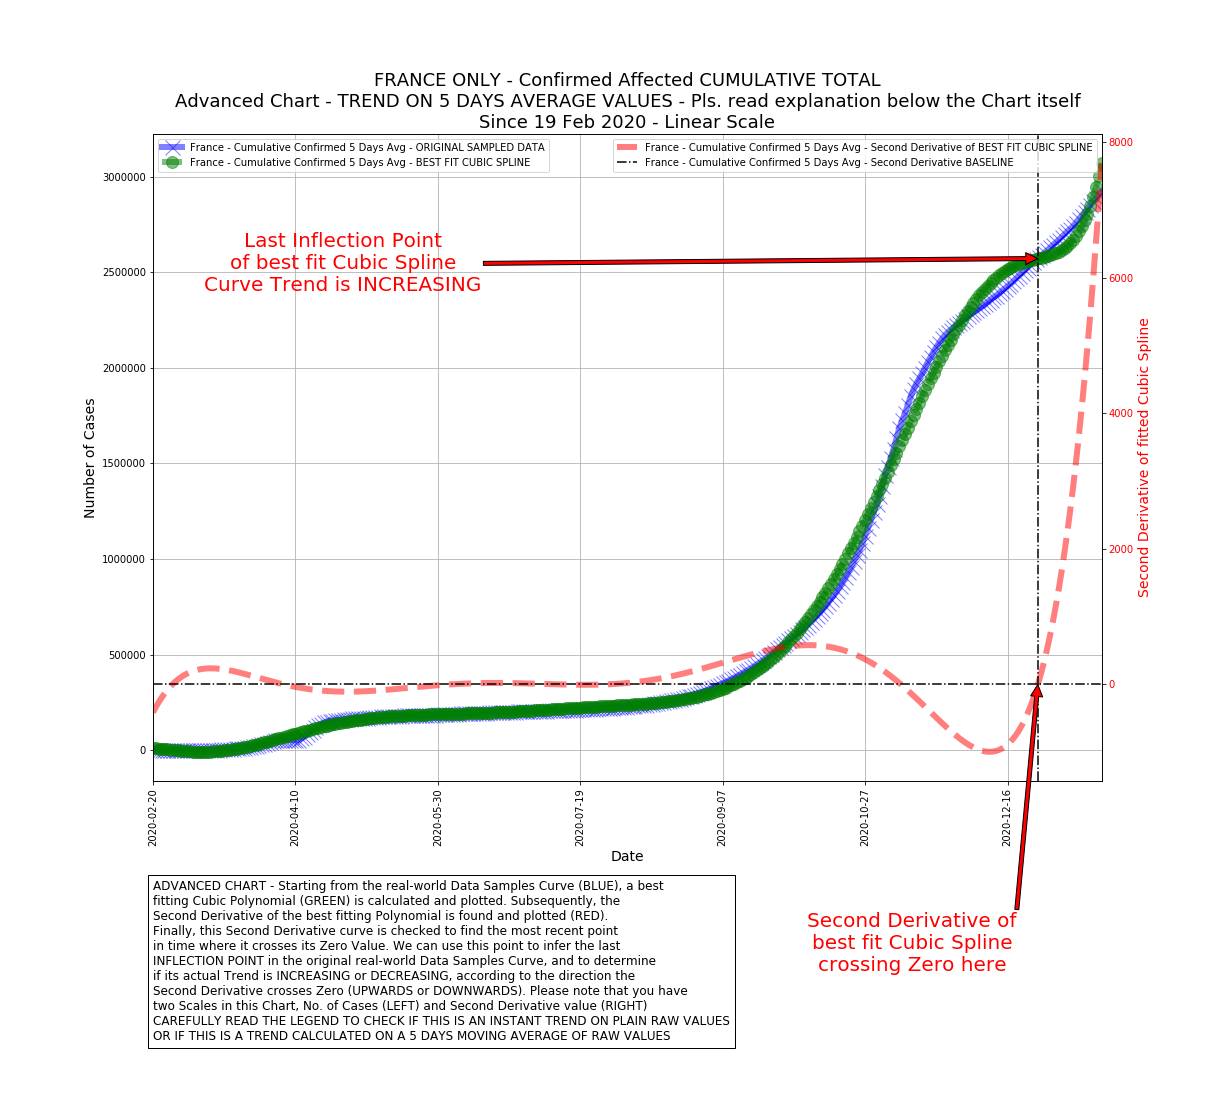 FRANCE ONLY - Confirmed Affected CUMULATIVE TOTAL
Advanced Chart - TREND ON 5 DAYS AVERAGE VALUES - Pls. read explanation below the Chart itself
Since 19 Feb 2020 - Linear Scale
France - Cumulative Confirmed 5 Days Avg - ORIGINAL SAMPLED DATA
France - Cumulative Confirmed 5 Days Avg - BEST FIT CUBIC SPLINE
France - Cumulative Confirmed 5 Days Avg - Second Derivative of BEST FIT CUBIC SPLINE
France - Cumulative Confirmed 5 Days Avg - Second Derivative BASELINE
Last Inflection Point
of best fit Cubic Spline
Curve Trend is INCREASING
Number of Cases
3000000
2500000
2000000
1500000
1000000
500000
0
8000
6000
4000
2000
0
Second Derivative of fitted Cubic Spline
2020-02-20
2020-04-10
2020-05-30
2020-07-19
2020-09-07
2020-10-27
2020-12-16
Date
Second Derivative of
best fit Cubic Spline
crossing Zero here
ADVANCED CHART - Starting from the real-world Data Samples Curve (BLUE), a best
fitting Cubic Polynomial (GREEN) is calculated and plotted. Subsequently, the
Second Derivative of the best fitting Polynomial is found and plotted (RED).
Finally, this Second Derivative curve is checked to find the most recent point
in time where it crosses its Zero Value. We can use this point to infer the last
INFLECTION POINT in the original real-world Data Samples Curve, and to determine
if its actual Trend is INCREASING or DECREASING, according to the direction the
Second Derivative crosses Zero (UPWARDS or DOWNWARDS). Please note that you have
two Scales in this Chart, No. of Cases (LEFT) and Second Derivative value (RIGHT)
CAREFULLY READ THE LEGEND TO CHECK IF THIS IS AN INSTANT TREND ON PLAIN RAW VALUES
OR IF THIS IS A TREND CALCULATED ON A 5 DAYS MOVING AVERAGE OF RAW VALUES